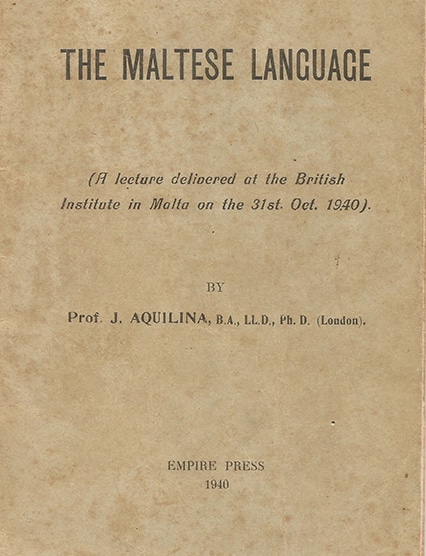 THE MALTESE LANGUAGE
(A lecture delivered at the British
Institute in Malta on the 31st. Oct. 1940).
BY
Prof. J. AQUILINA, B.A., LL.D., Ph. D. (London).
EMPIRE PRESS
1940